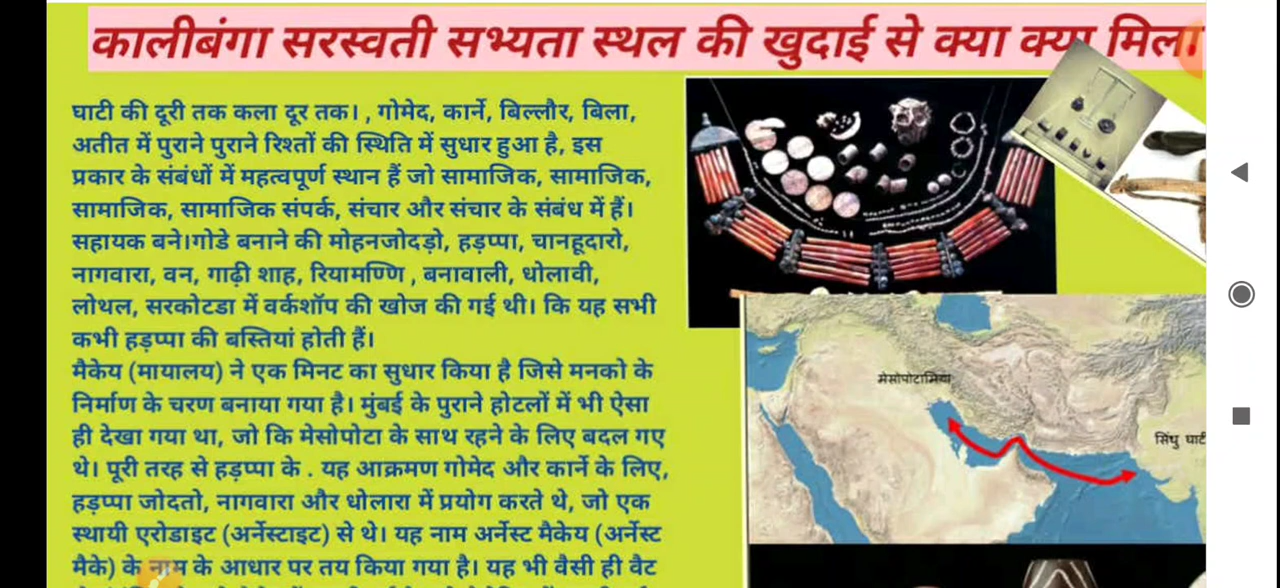 कालीबंगा सरस्वती सभ्यता स्थल की खुदाई से क्या क्या मिला
घाटी की दूरी तक कला दूर तक। , गोमेद, कार्ने, बिल्लौर, बिला,
अतीत में पुराने पुराने रिश्तों की स्थिति में सुधार हुआ है, इस
प्रकार के संबंधों में महत्वपूर्ण स्थान हैं जो सामाजिक, सामाजिक,
सामाजिक, सामाजिक संपर्क, संचार और संचार के संबंध में हैं।
सहायक बने।गोडे बनाने की मोहनजोदड़ो, हड़प्पा, चानहूदारो,
नागवारा, वन, गाढ़ी शाह, रियामण्णि , बनावाली, धोलावी,
लोथल, सरकोटडा में वर्कशॉप की खोज की गई थी। कि यह सभी
कभी हड़प्पा की बस्तियां होती हैं।
मैकेय (मायालय) ने एक मिनट का सुधार किया है जिसे मनको के
निर्माण के चरण बनाया गया है। मुंबई के पुराने होटलों में भी ऐसा
ही देखा गया था, जो कि मेसोपोटा के साथ रहने के लिए बदल गए
थे। पूरी तरह से हड़प्पा के . यह आक्रमण गोमेद और कार्ने के लिए,
हड़प्पा जोदतो, नागवारा और धोलारा में प्रयोग करते थे, जो एक
स्थायी एरोडाइट (अर्नेस्टाइट) से थे। यह नाम अर्नेस्ट मैकेय (अर्नेस्ट
मैके) के नाम के आधार पर तय किया गया है। यह भी वैसी ही वैट
मेसोपोटामिया
सिंधु घाटी